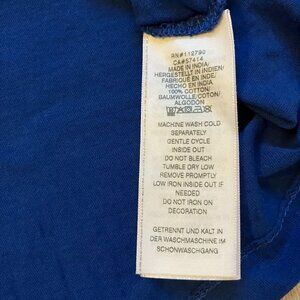 RN#112790
CA#57414
MADE IN INDIA/
HERGESTELLT IN INDIEN/
FABRIQUE EN INDE/
HECHO EN INDIA
100% COTTON/
BAUMWOLLE/COTON/
ALGODON
MACHINE WASH COLD
SEPARATELY
GENTLE CYCLE
INSIDE OUT
DO NOT BLEACH
TUMBLE DRY LOW
REMOVE PROMPTLY
LOW IRON INSIDE OUT IF
NEEDED
DO NOT IRON ON
DECORATION
GETRENNT UND KALT IN
DER WASCHMASCHINE IM
SCHONWASCHGANG